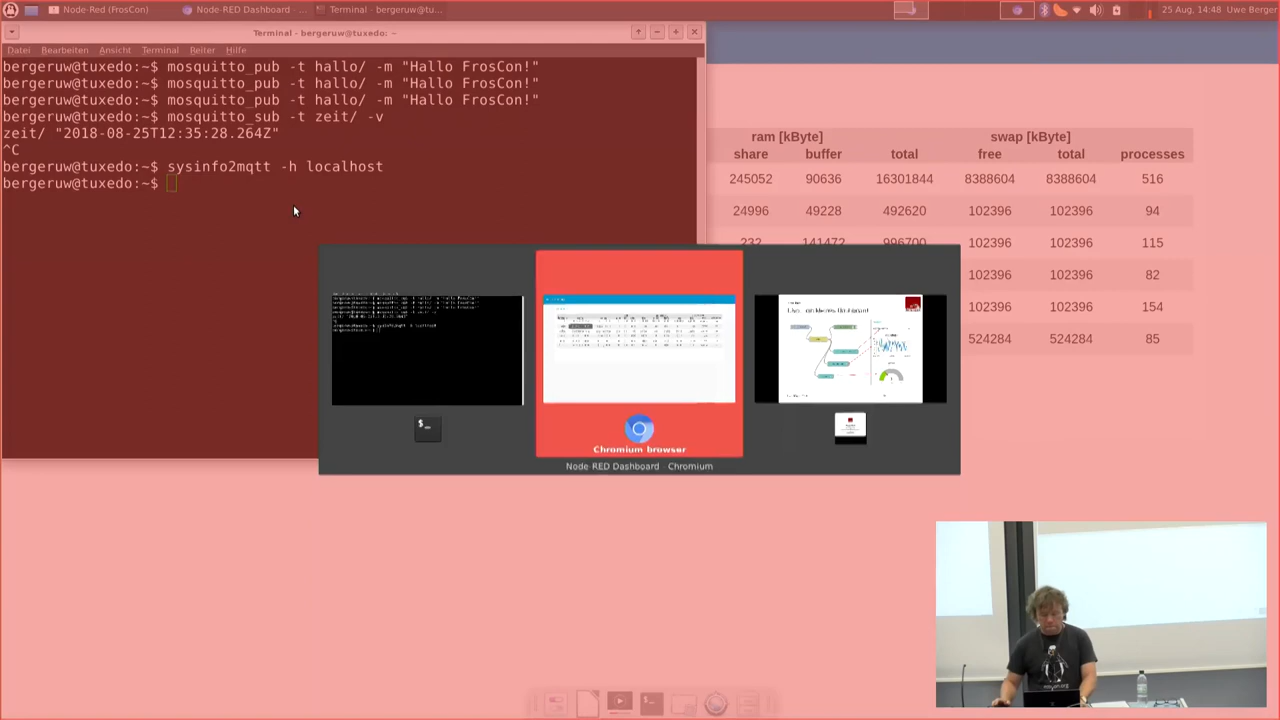 Node-Red (FrosCon)
Node-RED Dashboard - ...
Terminal - bergeruw@tu...
25 Aug, 14:48
Uwe Berger
Terminal - bergeruw@tuxedo: ~
Datei Bearbeiten Ansicht Terminal Reiter Hilfe
bergeruw@tuxedo:~$ mosquitto_pub -t hallo/ -m "Hallo FrosCon!"
bergeruw@tuxedo:~$ mosquitto_pub -t hallo/ -m "Hallo FrosCon!"
bergeruw@tuxedo:~$ mosquitto_pub -t hallo/ -m "Hallo FrosCon!"
bergeruw@tuxedo:~$ mosquitto_sub -t zeit/ -v
zeit/ "2018-08-25T12:35:28.264Z"
^C
bergeruw@tuxedo:~$ sysinfo2mqtt -h localhost
bergeruw@tuxedo:~$
ram [kByte] swap [kByte]
share buffer total free total processes
245052 90636 16301844 8388604 8388604 516
24996 49228 492620 102396 102396 94
232 141472 996700 102396 102396 115
102396 102396 82
102396 102396 154
524284 524284 85
$_
Chromium browser
Node-RED Dashboard - Chromium